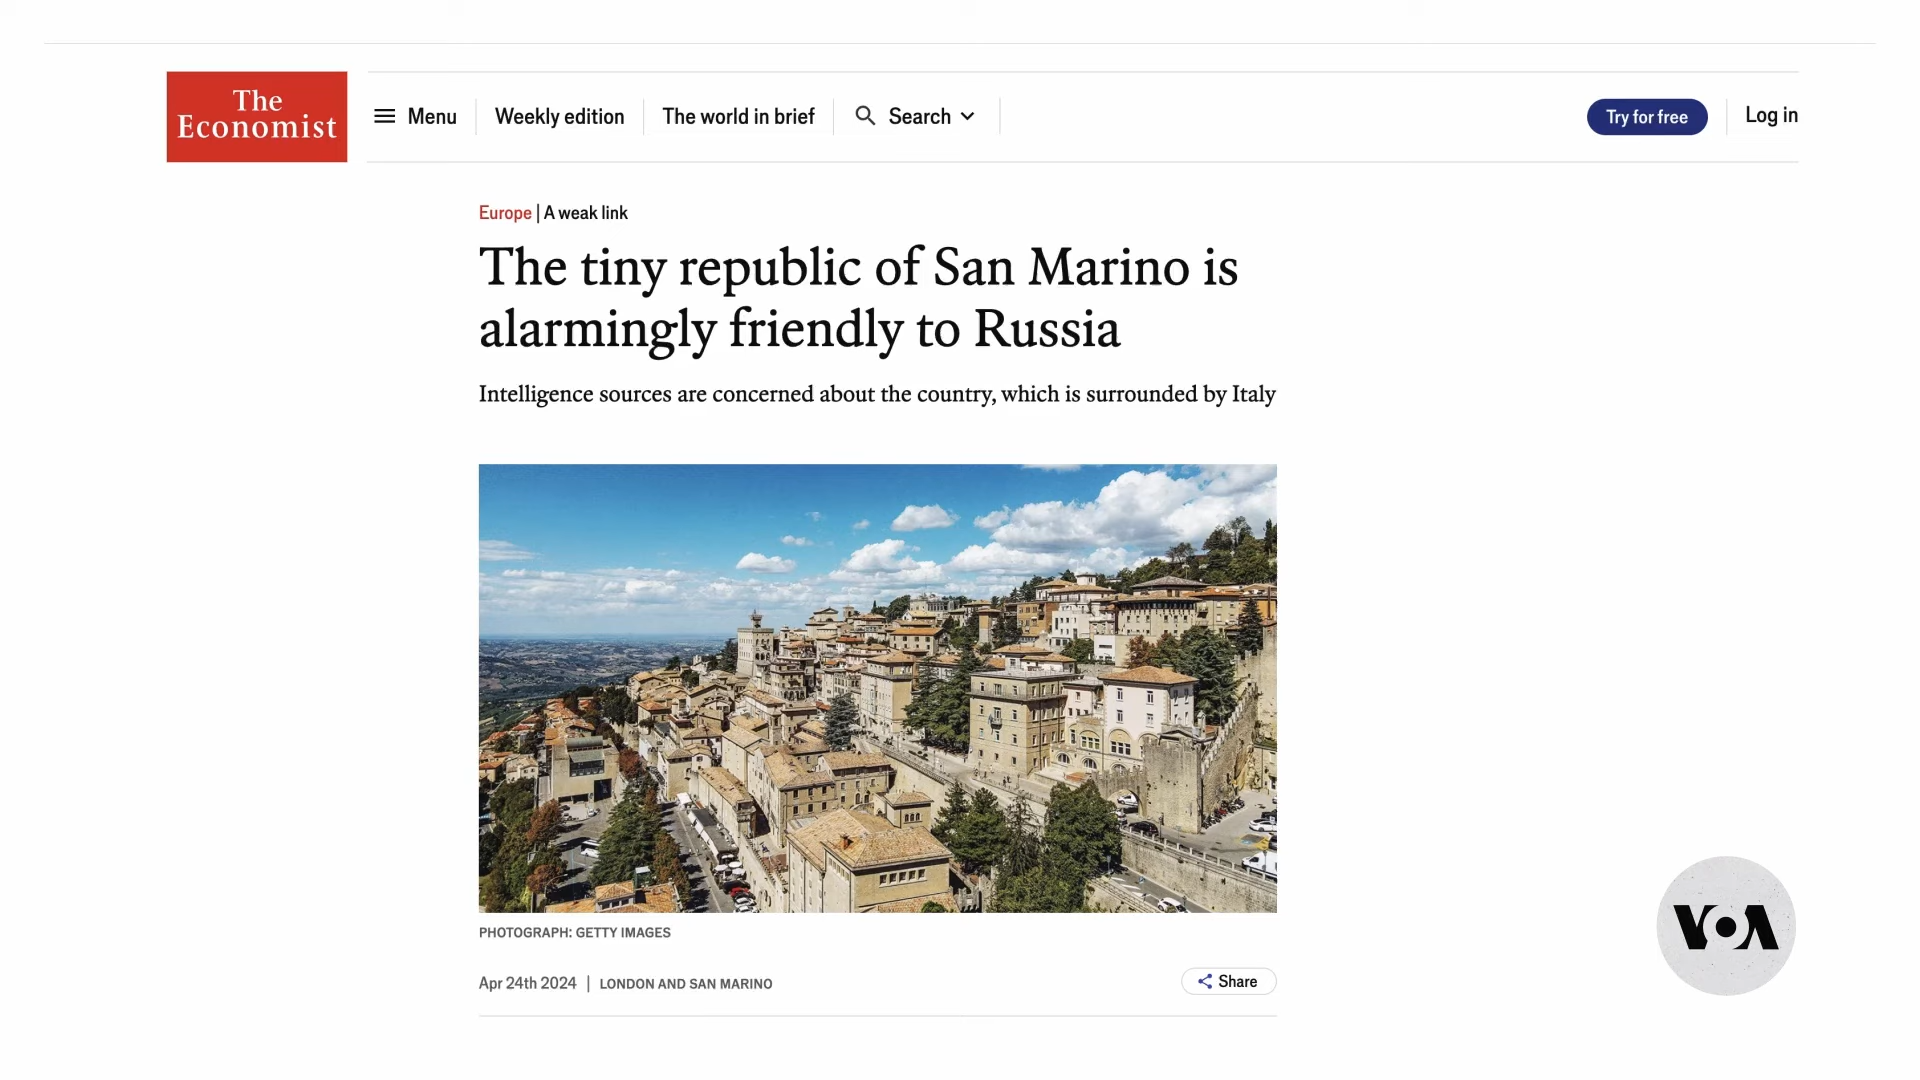 The
Economist
Menu
Weekly edition
The world in brief
Search
Try for free
Log in
Europe | A weak link
The tiny republic of San Marino is
alarmingly friendly to Russia
Intelligence sources are concerned about the country, which is surrounded by Italy
PHOTOGRAPH: GETTY IMAGES
Apr 24th 2024 | LONDON AND SAN MARINO
Share
VOA